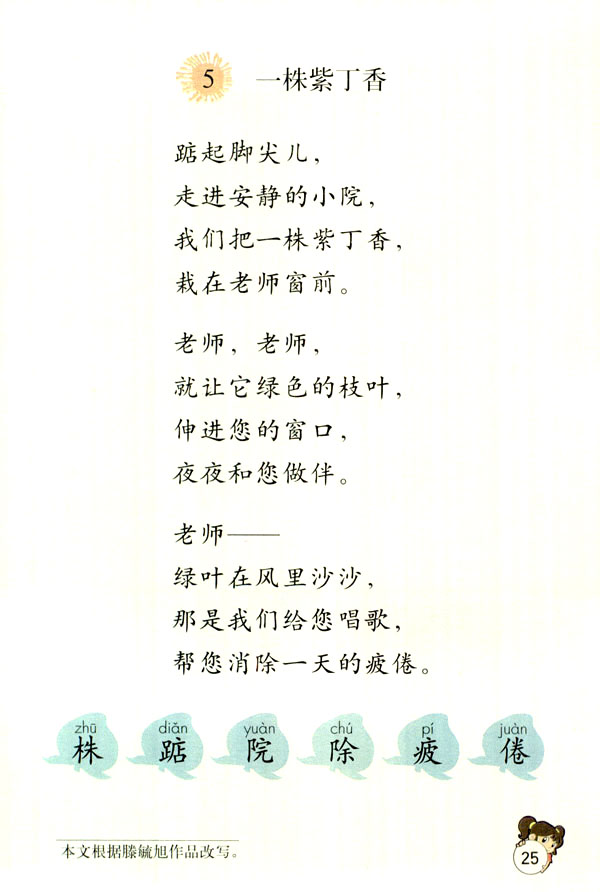 5 一株紫丁香
踮起脚尖儿，
走进安静的小院，
我们把一株紫丁香，
栽在老师窗前。
老师，老师，
就让它绿色的枝叶，
伸进您的窗口，
夜夜和您做伴。
老师——
绿叶在风里沙沙，
那是我们给您唱歌，
帮您消除一天的疲倦。
zhū diǎn yuàn chú pí juàn
株 踮 院 除 疲 倦
本文根据滕毓旭作品改写。
25